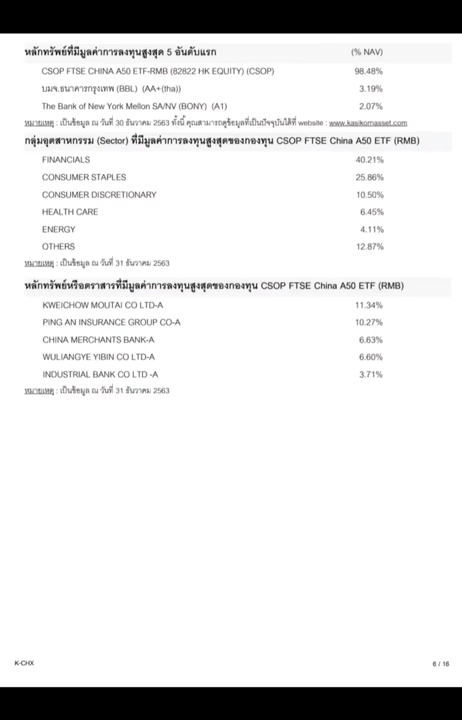 หลักทรัพย์ที่มีมูลค่าการลงทุนสูงสุด 5 อันดับแรก (% NAV)
CSOP FTSE CHINA A50 ETF-RMB (82822 HK EQUITY) (CSOP) 98.48%
บมจ.ธนาคารกรุงเทพ (BBL) (AA+(tha)) 3.19%
The Bank of New York Mellon SA/NV (BONY) (A1) 2.07%
หมายเหตุ : เป็นข้อมูล ณ วันที่ 30 ธันวาคม 2563 ทั้งนี้ คุณสามารถดูข้อมูลที่เป็นปัจจุบันได้ที่ website : www.kasikornasset.com
กลุ่มอุตสาหกรรม (Sector) ที่มีมูลค่าการลงทุนสูงสุดของกองทุน CSOP FTSE China A50 ETF (RMB)
FINANCIALS 40.21%
CONSUMER STAPLES 25.86%
CONSUMER DISCRETIONARY 10.50%
HEALTH CARE 6.45%
ENERGY 4.11%
OTHERS 12.87%
หมายเหตุ : เป็นข้อมูล ณ วันที่ 31 ธันวาคม 2563
หลักทรัพย์หรือตราสารที่มีมูลค่าการลงทุนสูงสุดของกองทุน CSOP FTSE China A50 ETF (RMB)
KWEICHOW MOUTAI CO LTD-A 11.34%
PING AN INSURANCE GROUP CO-A 10.27%
CHINA MERCHANTS BANK-A 6.63%
WULIANGYE YIBIN CO LTD-A 6.60%
INDUSTRIAL BANK CO LTD -A 3.71%
หมายเหตุ : เป็นข้อมูล ณ วันที่ 31 ธันวาคม 2563
K-CHX 6 / 16